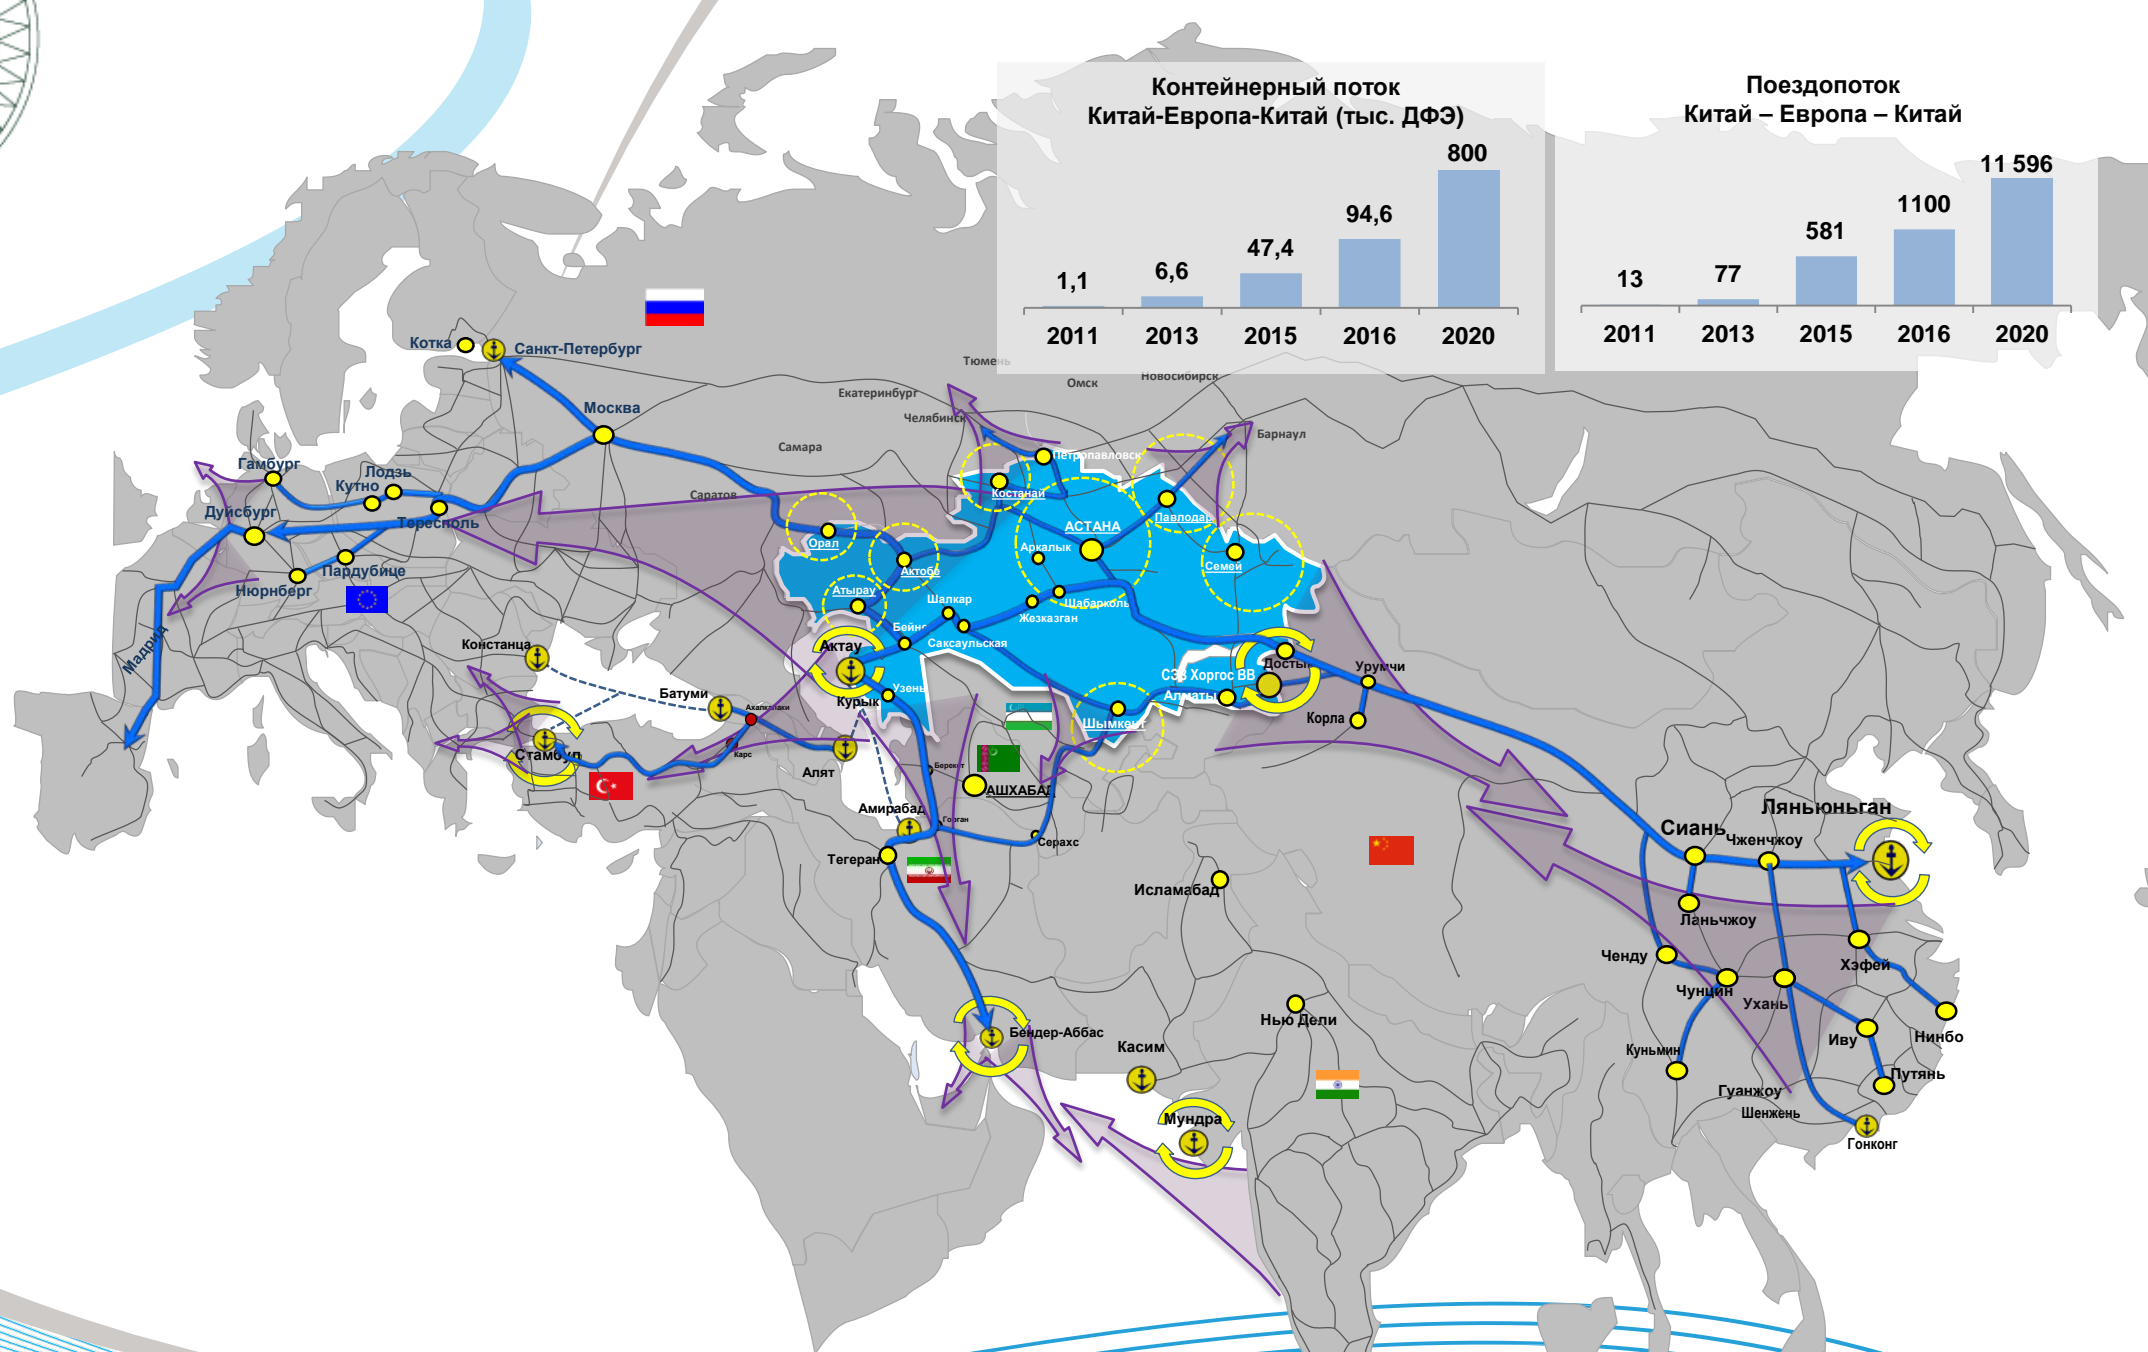 Контейнерный поток
Китай-Европа-Китай (тыс. ДФЭ)
800
94,6
47,4
6,6
1,1
2011 2013 2015 2016 2020
Поездопоток
Китай – Европа – Китай
11 596
1100
581
77
13
2011 2013 2015 2016 2020
Котка
Санкт-Петербург
Тюмень
Омск
Новосибирск
Екатеринбург
Челябинск
Москва
Самара
Барнаул
Саратов
Гамбург
Лодзь
Кутно
Дуйсбург
Тересполь
Пардубице
Нюрнберг
Мадрид
Петропавловск
Костанай
Павлодар
АСТАНА
Орал
Аркалык
Актобе
Семей
Атырау
Шалкар
Шабарколь
Жезказган
Бейне
Саксаульская
Актау
Достык
СЭЗ Хоргос ВВ
Урумчи
Алматы
Узень
Курык
Корла
Шымкент
Констанца
Батуми
Ахалкалаки
Стамбул
Карс
Алят
Берекет
АШХАБАД
Амирабад
Горган
Серахс
Тегеран
Исламабад
Ляньюньган
Сиань
Чженчжоу
Ланьчжоу
Ченду
Чунцин
Ухань
Хэфей
Нинбо
Иву
Куньмин
Путянь
Гуанжоу
Шенжень
Гонконг
Нью Дели
Бендер-Аббас
Касим
Мундра